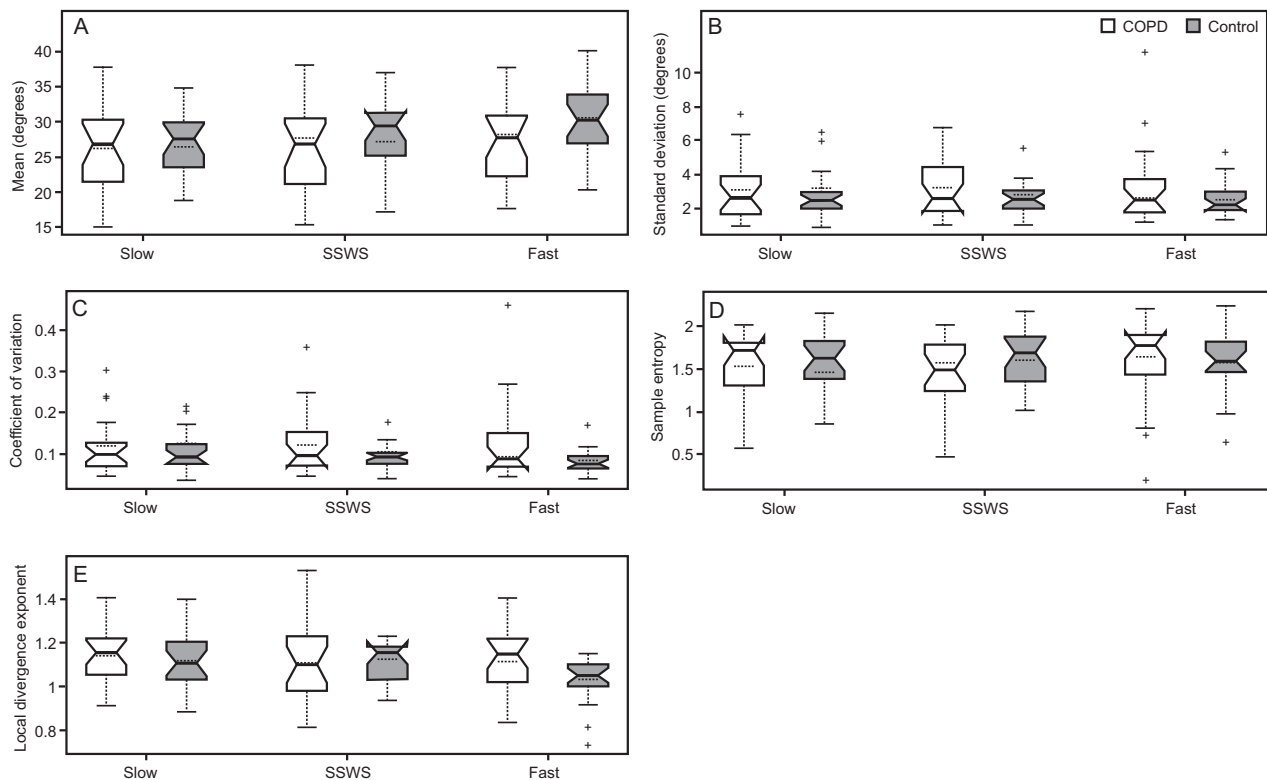 A
Mean (degrees)
40
35
30
25
20
15
Slow
SSWS
Fast
B
COPD
Control
Standard deviation (degrees)
10
8
6
4
2
Slow
SSWS
Fast
C
Coefficient of variation
0.4
0.3
0.2
0.1
Slow
SSWS
Fast
D
Sample entropy
2
1.5
1.0
0.5
Slow
SSWS
Fast
E
Local divergence exponent
1.4
1.2
1
0.8
Slow
SSWS
Fast